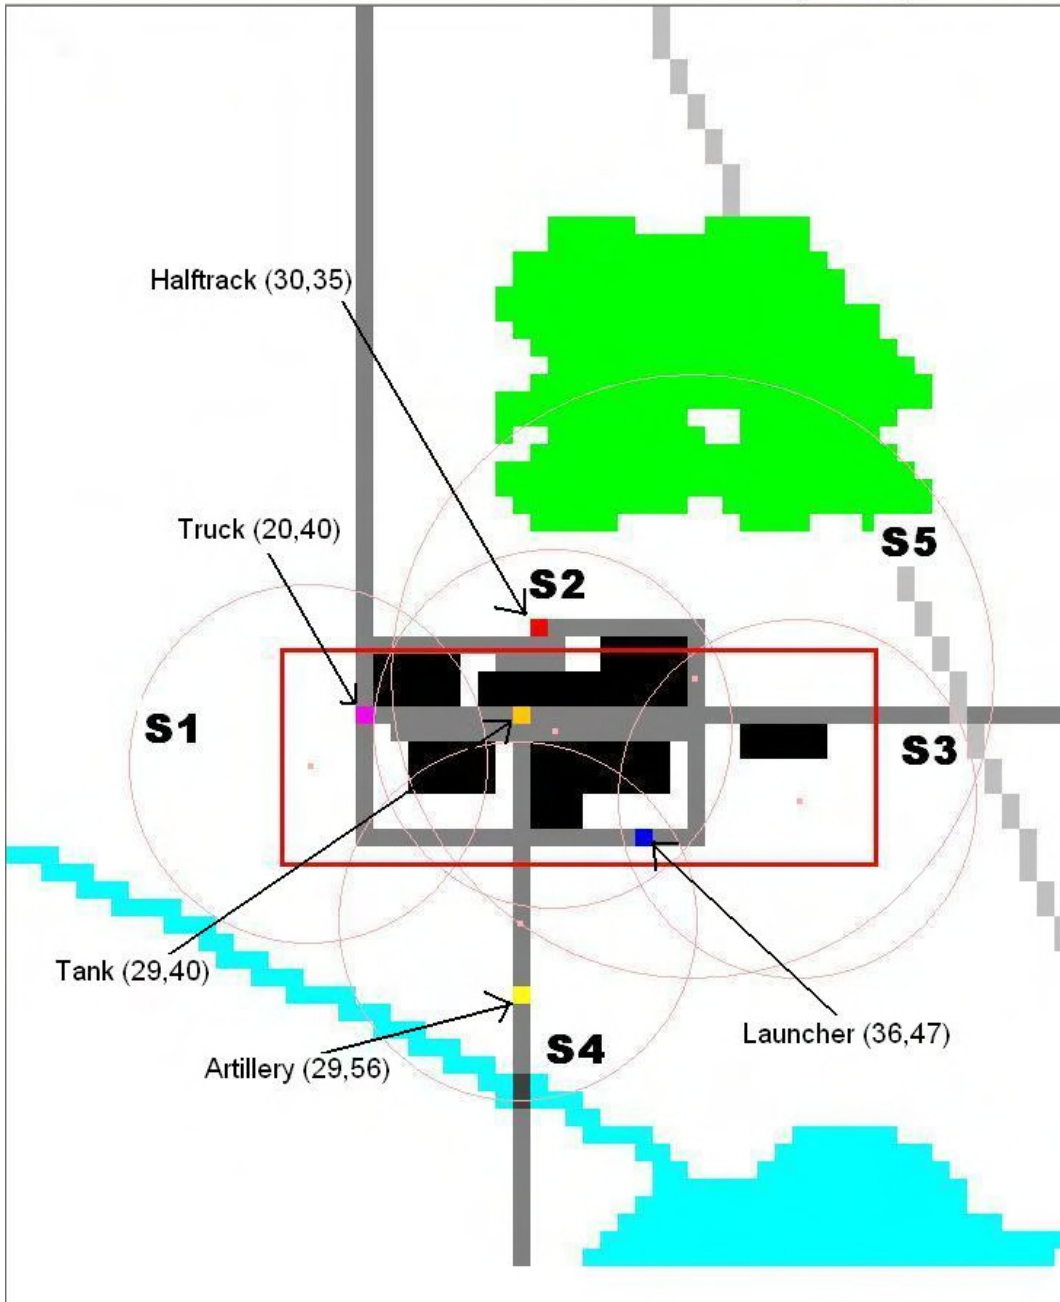 Halftrack (30,35)
Truck (20,40)
S5
S2
S1
S3
Tank (29,40)
Launcher (36,47)
S4
Artillery (29,56)